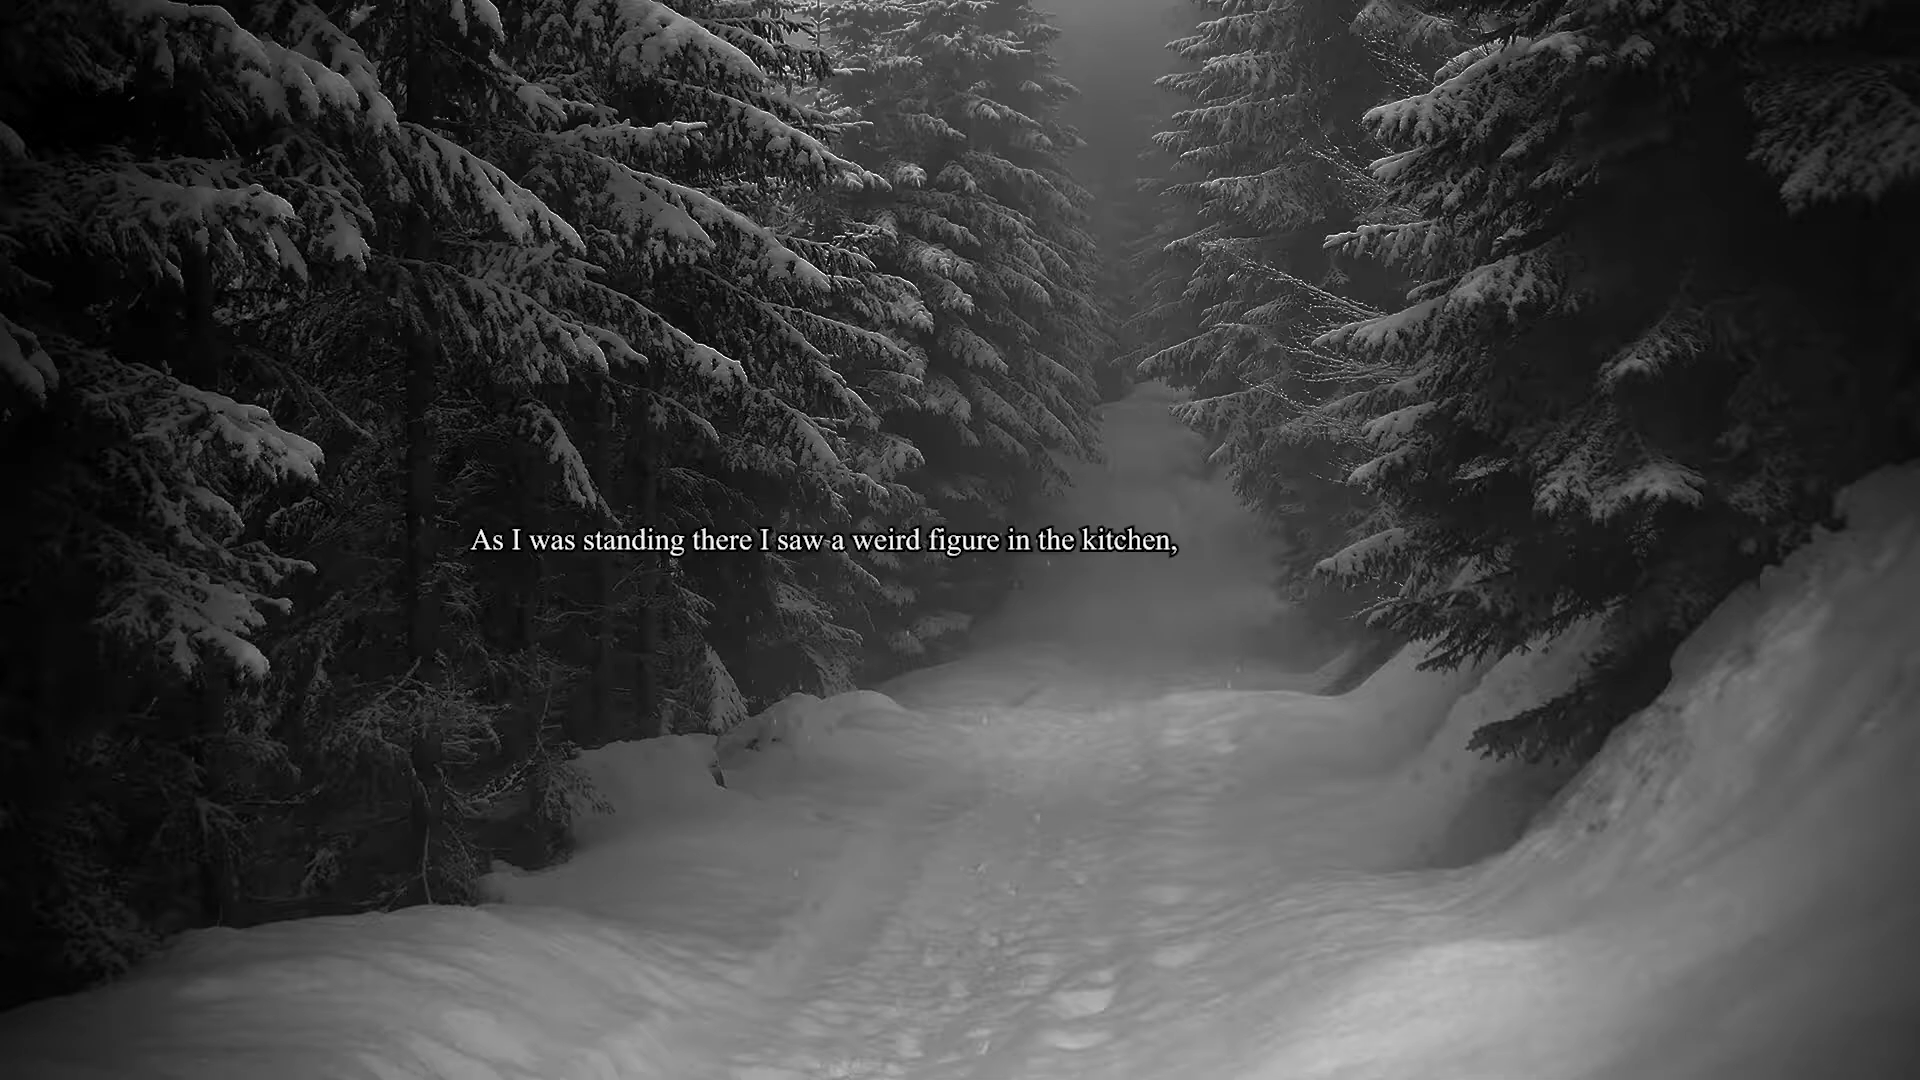 As I was standing there I saw a weird figure in the kitchen,